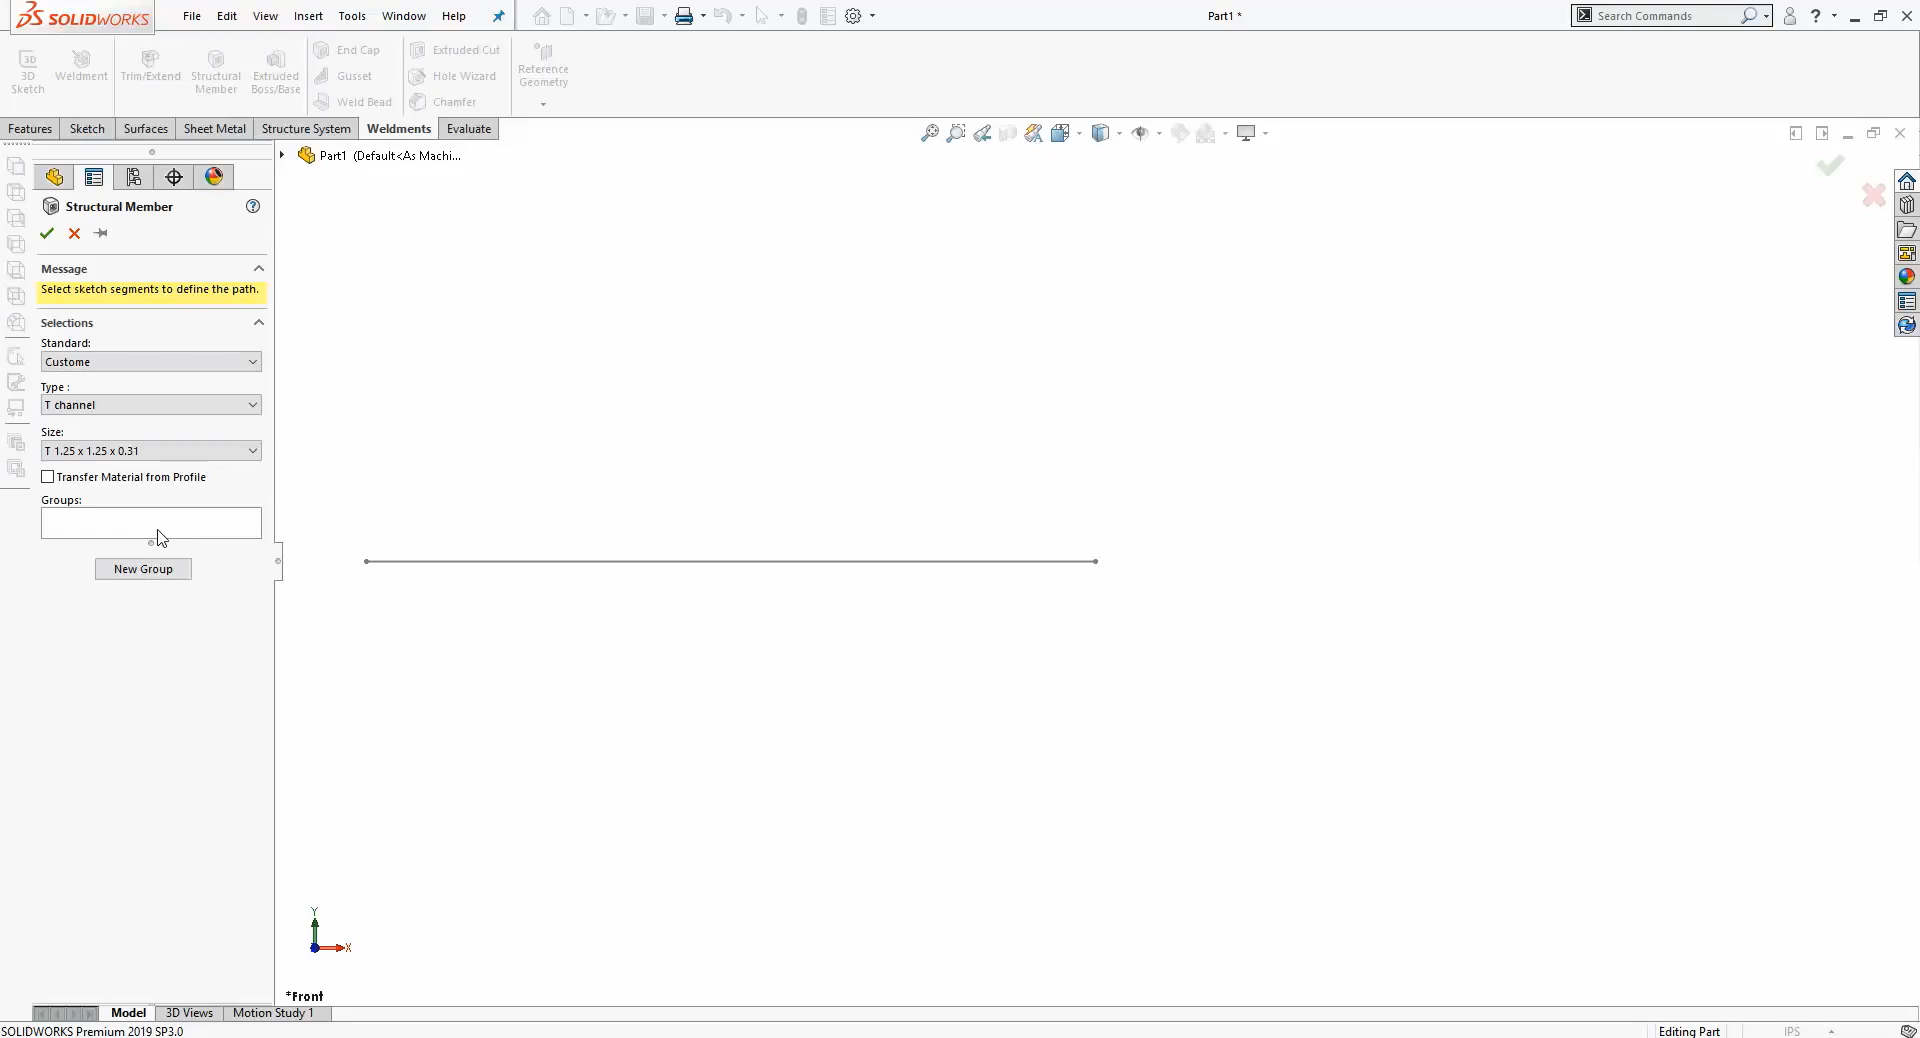 SOLIDWORKS File Edit View Insert Tools Window Help Part1 * Search Commands ?
3D Sketch Weldment Trim/Extend Structural Member Extruded Boss/Base
End Cap Extruded Cut
Gusset Hole Wizard
Weld Bead Chamfer
Reference Geometry
Features Sketch Surfaces Sheet Metal Structure System Weldments Evaluate
Part1 (Default<As Machi...
Structural Member ?
Message
Select sketch segments to define the path.
Selections
Standard:
Custome
Type :
T channel
Size:
T 1.25 x 1.25 x 0.31
Transfer Material from Profile
Groups:
New Group
Y
X
*Front
Model 3D Views Motion Study 1
SOLIDWORKS Premium 2019 SP3.0 Editing Part IPS